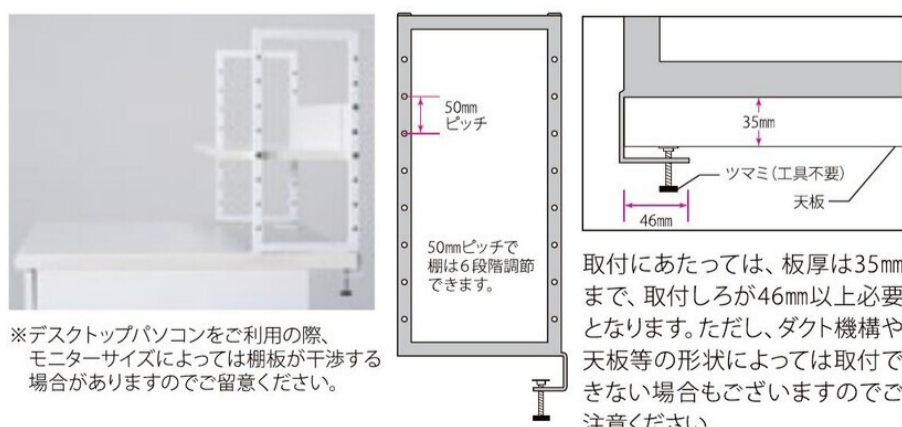 ※デスクトップパソコンをご利用の際、
モニターサイズによっては棚板が干渉する
場合がありますのでご留意ください。
50mm
ピッチ
50mmピッチで
棚は6段階調節
できます。
35mm
ツマミ(工具不要)
天板
46mm
取付にあたっては、板厚は35mm
まで、取付しろが46mm以上必要
となります。ただし、ダクト機構や
天板等の形状によっては取付で
きない場合もございますのでご
注意ください。